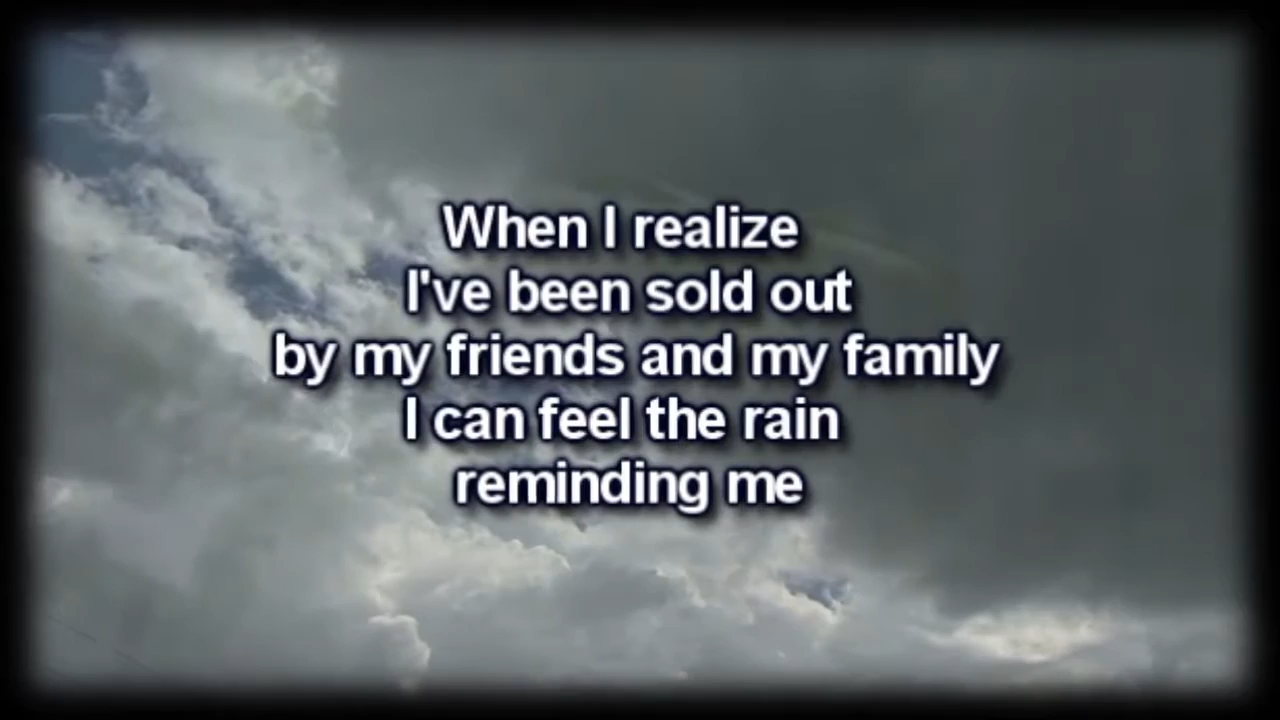 When I realize
I've been sold out
by my friends and my family
I can feel the rain
reminding me